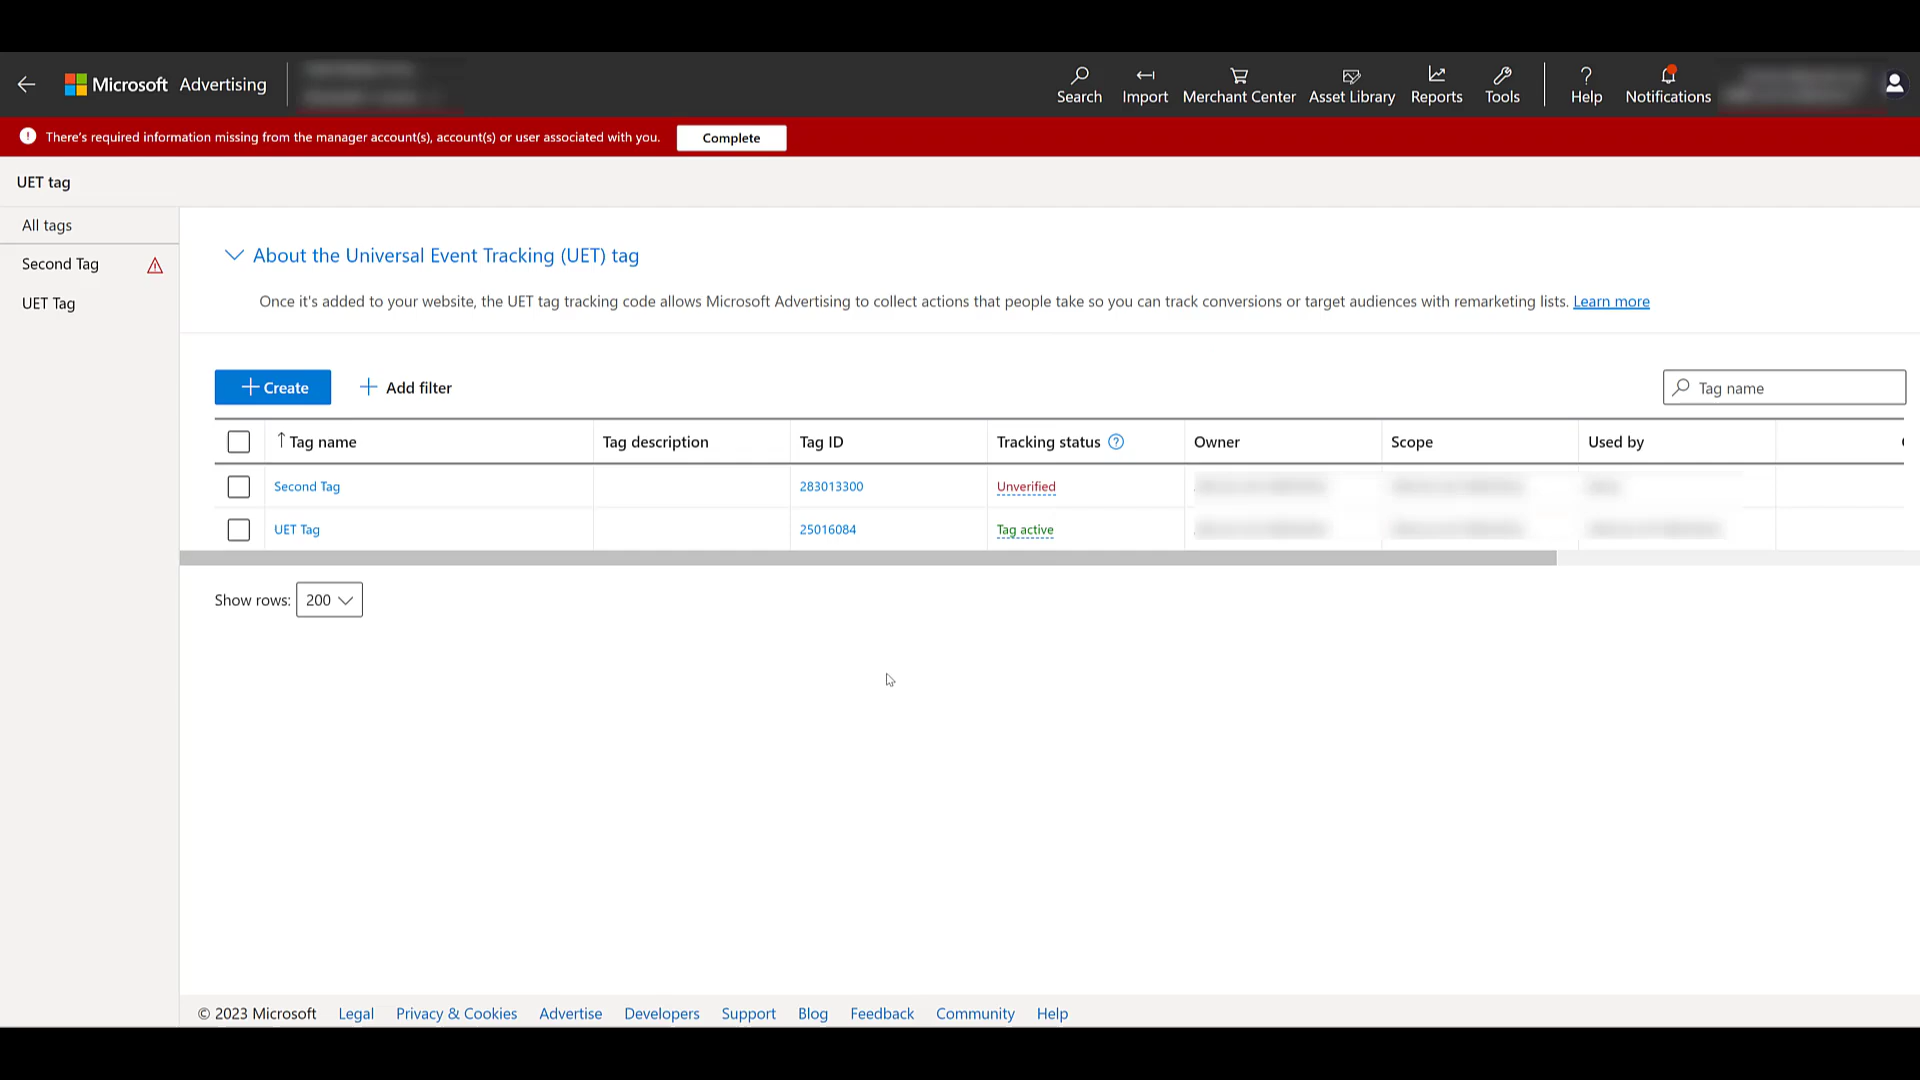 Microsoft Advertising
Search
Import
Merchant Center
Asset Library
Reports
Tools
Help
Notifications
There's required information missing from the manager account(s), account(s) or user associated with you.
Complete
UET tag
All tags
Second Tag
UET Tag
About the Universal Event Tracking (UET) tag
Once it's added to your website, the UET tag tracking code allows Microsoft Advertising to collect actions that people take so you can track conversions or target audiences with remarketing lists. Learn more
Create
Add filter
Tag name
Tag name Tag description Tag ID Tracking status Owner Scope Used by
Second Tag 283013300 Unverified
UET Tag 25016084 Tag active
Show rows: 200
© 2023 Microsoft Legal Privacy & Cookies Advertise Developers Support Blog Feedback Community Help